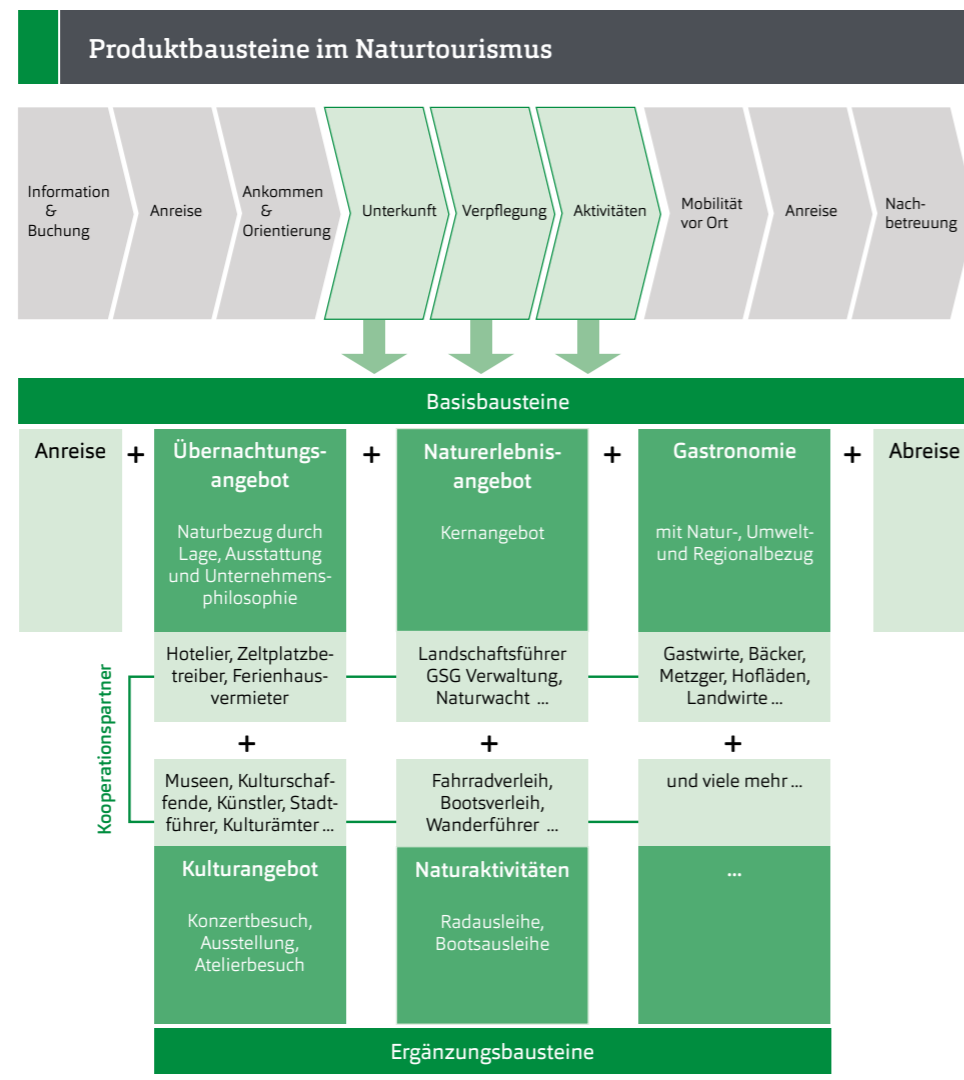 Produktbausteine im Naturtourismus
Information
&
Buchung
Anreise
Ankommen
&
Orientierung
Unterkunft
Verpflegung
Aktivitäten
Mobilität
vor Ort
Anreise
Nach-
betreuung
Basisbausteine
Anreise
+
Übernachtungs-
angebot
Naturbezug durch
Lage, Ausstattung
und Unternehmens-
philosophie
+
Naturerlebnis-
angebot
Kernangebot
+
Gastronomie
mit Natur-, Umwelt-
und Regionalbezug
+
Abreise
Kooperationspartner
Hotelier, Zeltplatzbe-
treiber, Ferienhaus-
vermieter
Landschaftsführer
GSG Verwaltung,
Naturwacht ...
Gastwirte, Bäcker,
Metzger, Hofläden,
Landwirte ...
+
+
+
Museen, Kulturschaf-
fende, Künstler, Stadt-
führer, Kulturämter ...
Fahrradverleih,
Bootsverleih,
Wanderführer ...
und viele mehr ...
Kulturangebot
Konzertbesuch,
Ausstellung,
Atelierbesuch
Naturaktivitäten
Radausleihe,
Bootsausleihe
...
Ergänzungsbausteine